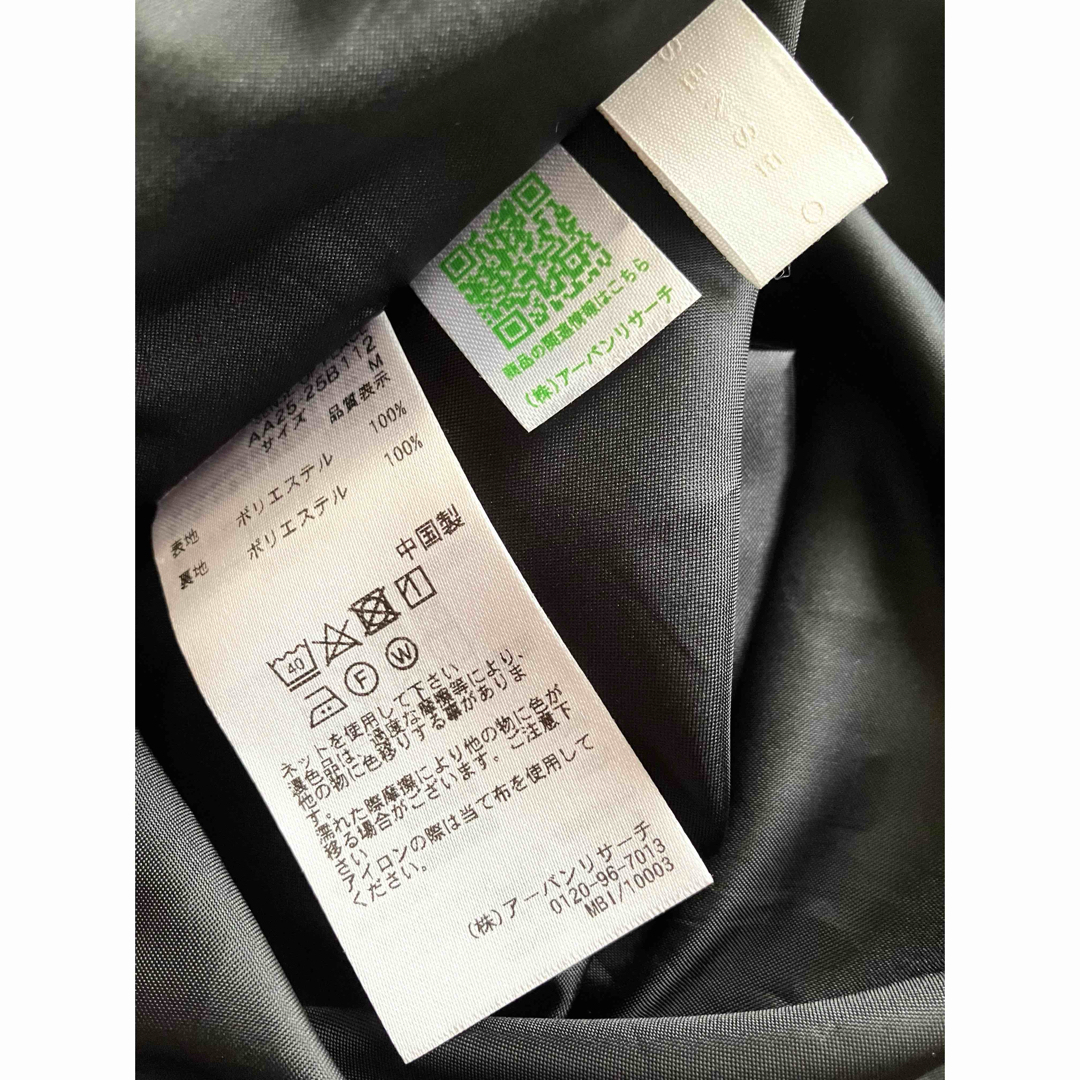 AA25-25B112
サイズ M
品質表示
表地 ポリエステル 100%
裏地 ポリエステル 100%
中国製
40
F
W
ネットを使用して下さい
濃色品は、過度な摩擦等により、
他の物に色移りする事がありま
す。
濡れた際摩擦により他の物に色が
移る場合がございます。ご注意下
さい
アイロンの際は当て布を使用して
ください。
(株)アーバンリサーチ
0120-96-7013
MBI/10003
商品の関連情報はこちら
(株)アーバンリサーチ